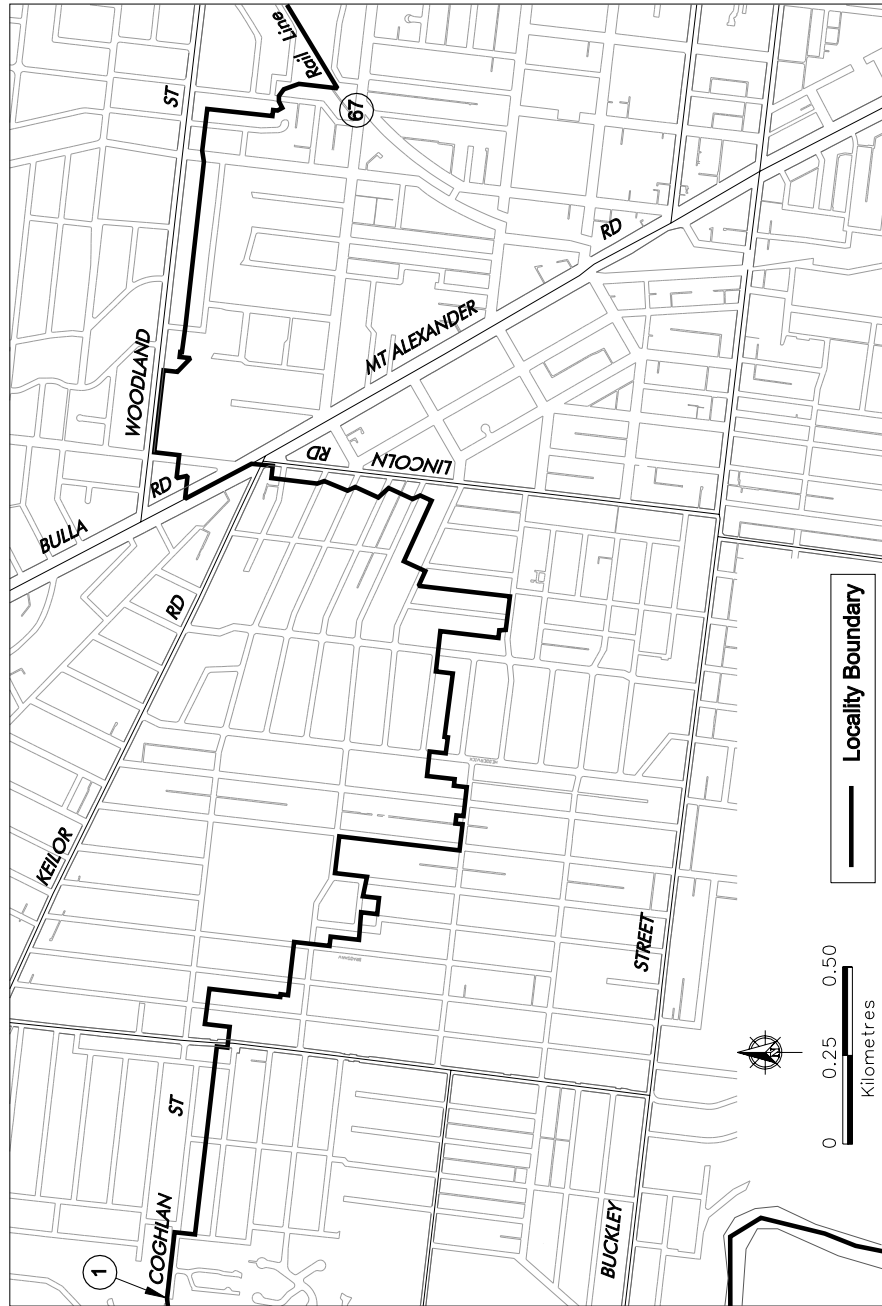 Rail Line
67
ST
WOODLAND
RD
BULLA
MT ALEXANDER
RD
RD
LINCOLN
RD
KEILOR
STREET
BUCKLEY
ST
COGHLAN
1
Locality Boundary
0
0.25
0.50
Kilometres
N